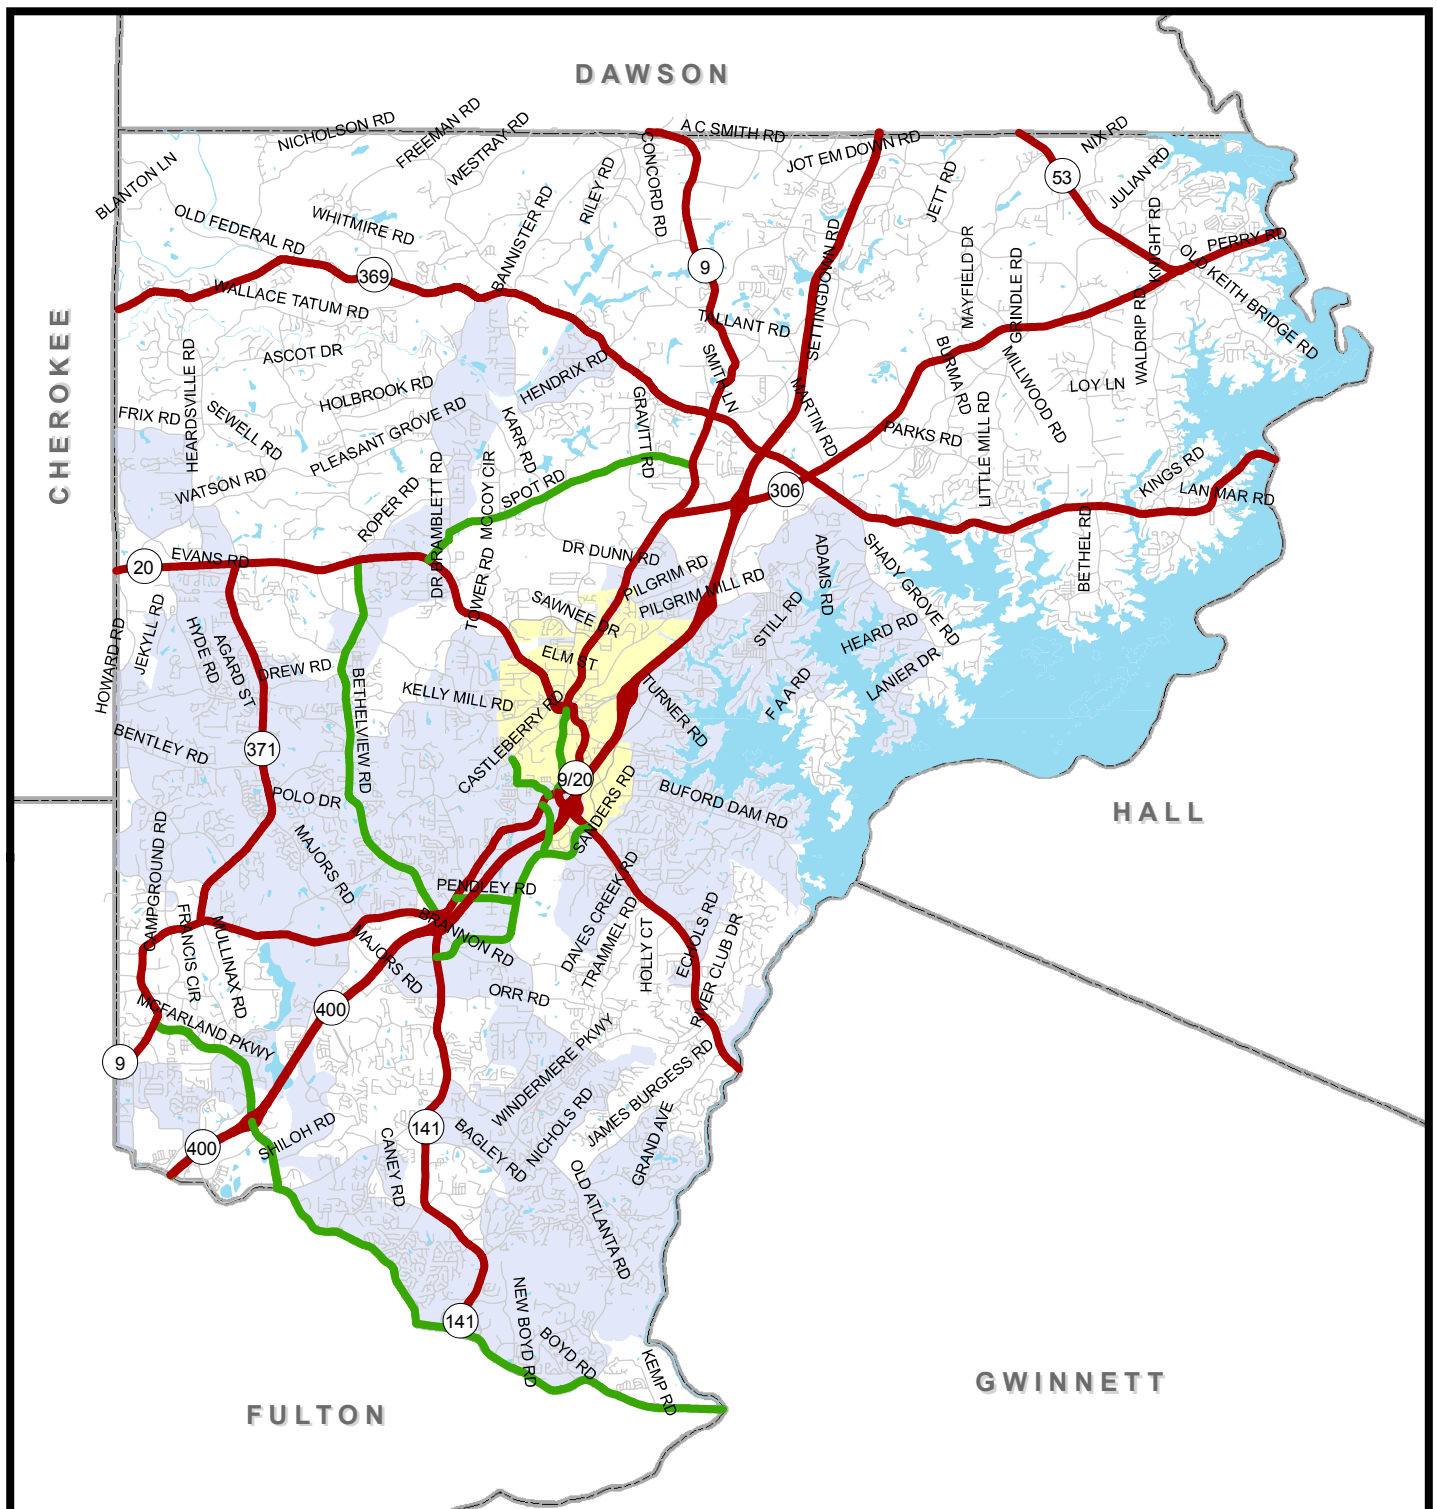 DAWSON
NICHOLSON RD
FREEMAN RD
WESTRAY RD
A C SMITH RD
JOT EM DOWN RD
NIX RD
BLANTON LN
CONCORD RD
RILEY RD
JETT RD
53
JULIAN RD
OLD FEDERAL RD
WHITMIRE RD
BANNISTER RD
KNIGHT RD
PERRY RD
369
9
SETTINGDOWN RD
MAYFIELD DR
GRINDLE RD
OLD KEITH BRIDGE RD
WALLACE TATUM RD
TALLANT RD
WALDRIP RD
CHEROKEE
HEARDSVILLE RD
ASCOT DR
HENDRIX RD
SMITH LN
BURMARD RD
MILLWOOD RD
LOY LN
HOLBROOK RD
GRAVITT RD
MARTIN RD
LITTLE MILL RD
FRIX RD
SEWELL RD
PLEASANT GROVE RD
KARR RD
PARKS RD
WATSON RD
ROPER RD
DR BRAMBLETT RD
MCCOY CIR
SPOT RD
306
KINGS RD
LAN MAR RD
20
EVANS RD
TOWER RD
DR DUNN RD
PILGRIM RD
PILGRIM MILL RD
ADAMS RD
SHADY GROVE RD
BETHEL RD
HOWARD RD
JEKYLL RD
HYDE RD
AGARD ST
DREW RD
SAWNEE DR
ELM ST
STILL RD
HEARD RD
LANIER DR
BETHELVIEW RD
KELLY MILL RD
CASTLEBERRY RD
TURNER RD
F A A RD
BENTLEY RD
371
9/20
SANDERS RD
BUFORD DAM RD
POLO DR
HALL
CAMPGROUND RD
MAJORS RD
PENDLEY RD
DAVES CREEK RD
FRANCIS CIR
MULLINAX RD
MAJORS RD
BRANNON RD
TRAMMEL RD
HOLLY CT
ECHOLS RD
RIVER CLUB DR
400
ORR RD
MCFARLAND PKWY
9
WINDERMERE PKWY
JAMES BURGESS RD
NICHOLS RD
400
SHILOH RD
141
CANEY RD
BAGLEY RD
GRAND AVE
OLD ATLANTA RD
141
NEW BOYD RD
BOYD RD
KEMP RD
GWINNETT
FULTON